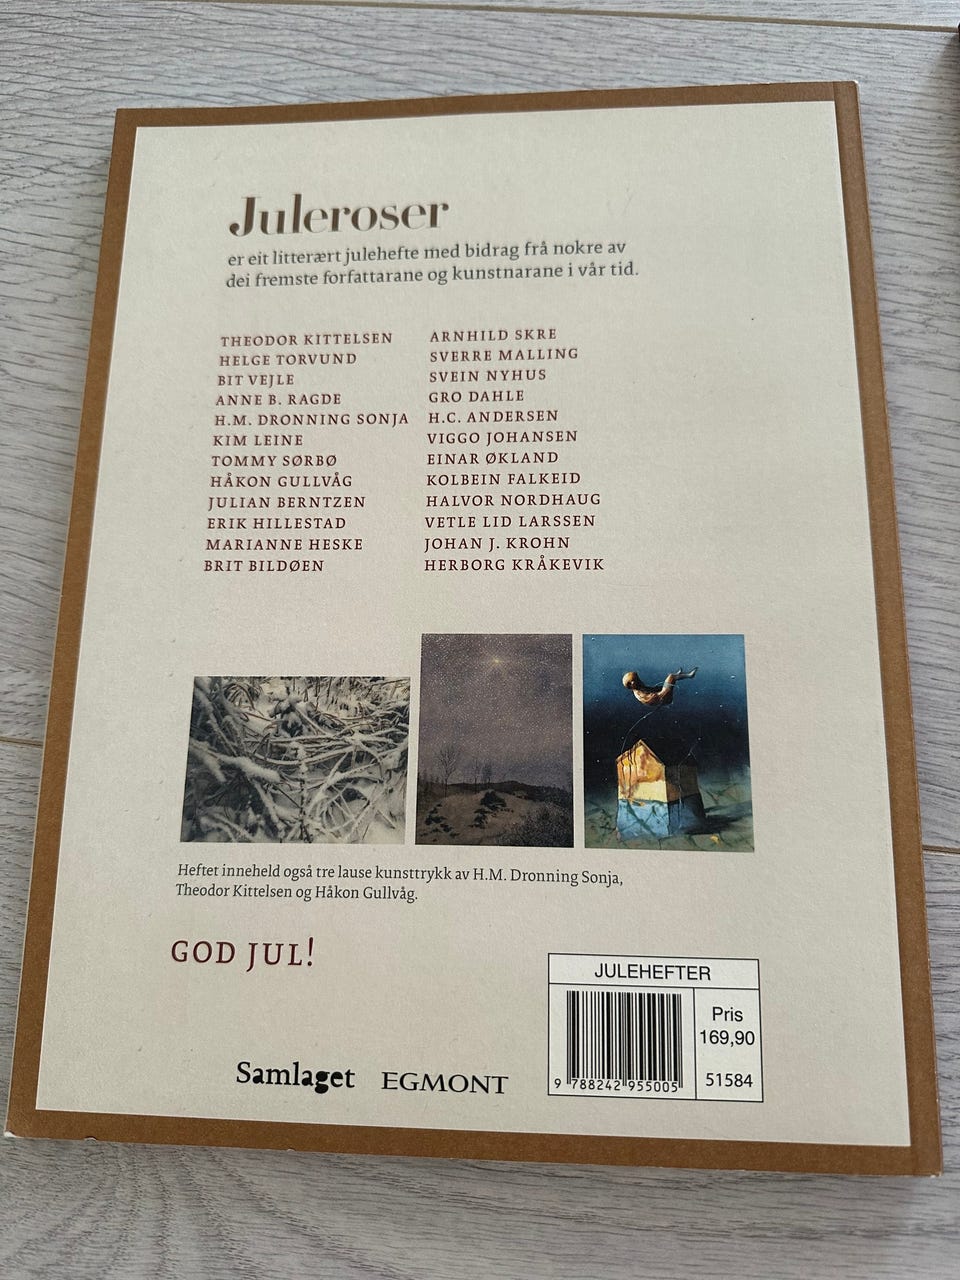 Juleroser
er eit litterært julehefte med bidrag frå nokre av
dei fremste forfattarane og kunstnarane i vår tid.
THEODOR KITTELSEN
HELGE TORVUND
BIT VEJLE
ANNE B. RAGDE
H.M. DRONNING SONJA
KIM LEINE
TOMMY SØRBØ
HÅKON GULLVÅG
JULIAN BERNTZEN
ERIK HILLESTAD
MARIANNE HESKE
BRIT BILDØEN
ARNHILD SKRE
SVERRE MALLING
SVEIN NYHUS
GRO DAHLE
H.C. ANDERSEN
VIGGO JOHANSEN
EINAR ØKLAND
KOLBEIN FALKEID
HALVOR NORDHAUG
VETLE LID LARSSEN
JOHAN J. KROHN
HERBORG KRÅKEVIK
Heftet inneheld også tre lause kunsttrykk av H.M. Dronning Sonja,
Theodor Kittelsen og Håkon Gullvåg.
GOD JUL!
Samlaget EGMONT
JULEHEFTER
Pris
169,90
51584
9 788242 955005